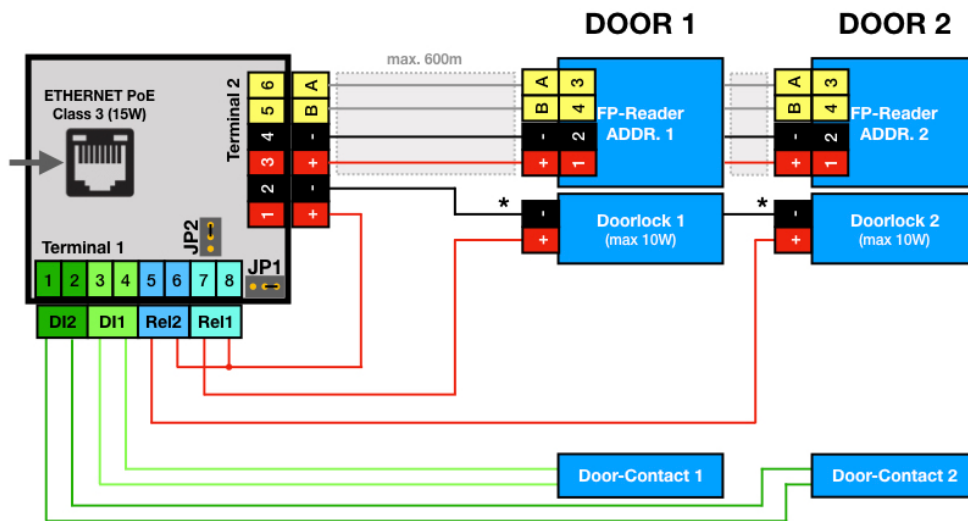 DOOR 1
DOOR 2
max. 600m
ETHERNET PoE
Class 3 (15W)
Terminal 2
6
5
4
3
2
1
A
B
-
+
-
+
A
B
-
+
3
4
2
1
FP-Reader
ADDR. 1
A
B
-
+
3
4
2
1
FP-Reader
ADDR. 2
*
-
+
Doorlock 1
(max 10W)
*
-
+
Doorlock 2
(max 10W)
JP2
Terminal 1
JP1
1 2 3 4 5 6 7 8
DI2 DI1 Rel2 Rel1
Door-Contact 1
Door-Contact 2